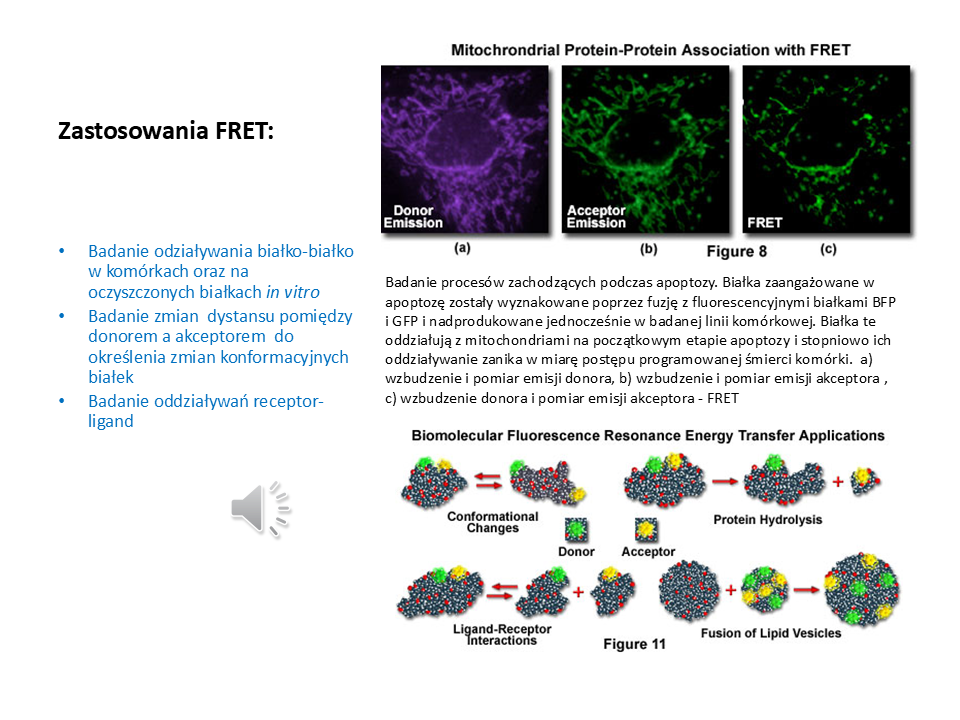 Zastosowania FRET:
• Badanie odziaływania białko-białko
w komórkach oraz na
oczyszczonych białkach in vitro
• Badanie zmian dystansu pomiędzy
donorem a akceptorem do
określenia zmian konformacyjnych
białek
• Badanie oddziaływań receptor-
ligand
Mitochrondrial Protein-Protein Association with FRET
Donor
Emission
Acceptor
Emission
FRET
(a)
(b)
Figure 8
(c)
Badanie procesów zachodzących podczas apoptozy. Białka zaangażowane w
apoptozę zostały wyznakowane poprzez fuzję z fluorescencyjnymi białkami BFP
i GFP i nadprodukowane jednocześnie w badanej linii komórkowej. Białka te
oddziałują z mitochondriami na początkowym etapie apoptozy i stopniowo ich
oddziaływanie zanika w miarę postępu programowanej śmierci komórki. a)
wzbudzenie i pomiar emisji donora, b) wzbudzenie i pomiar emisji akceptora ,
c) wzbudzenie donora i pomiar emisji akceptora - FRET
Biomolecular Fluorescence Resonance Energy Transfer Applications
Conformational
Changes
Protein Hydrolysis
Donor
Acceptor
Ligand-Receptor
Interactions
Fusion of Lipid Vesicles
Figure 11